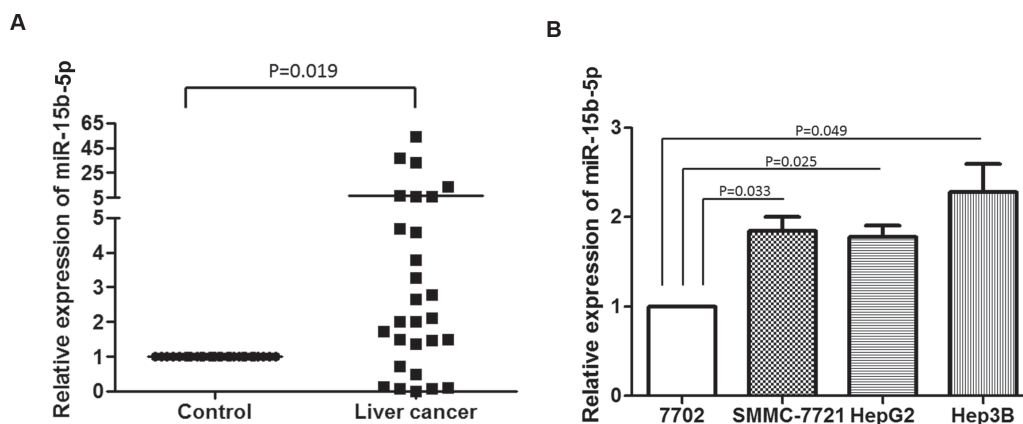 A
P=0.019
Relative expression of miR-15b-5p
65
45
25
5
5
4
3
2
1
0
Control
Liver cancer
B
Relative expression of miR-15b-5p
3
2
1
0
P=0.049
P=0.025
P=0.033
7702
SMMC-7721
HepG2
Hep3B